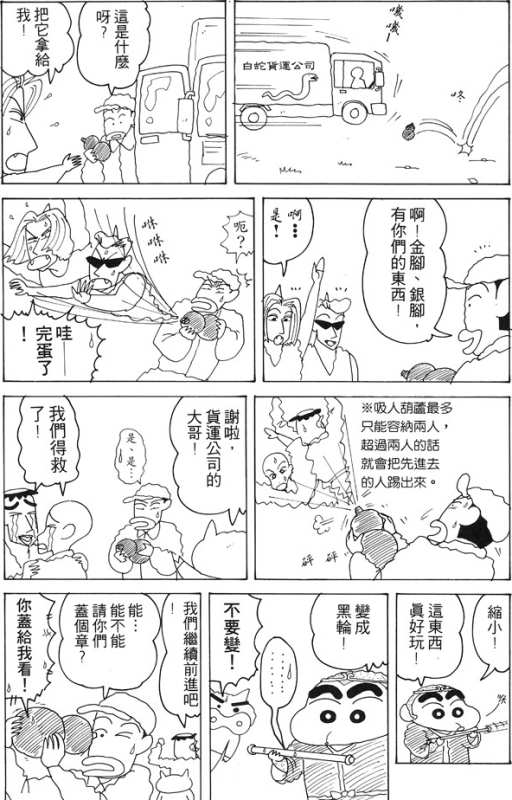 嘰嘰！
白蛇貨運公司
咚
這是什麼
呀？
把它拿給
我！
啊！金腳、銀腳，
有你們的東西！
啊…
是！
呃？
咻
咻
咻
哇——
完蛋了
！
※吸人葫蘆最多
只能容納兩人，
超過兩人的話
就會把先進去
的人踢出來。
砰
砰
謝啦，
貨運公司的
大哥！
是、是…
我們得救
了！
縮小！
這東西
真好玩！
變成
黑輪！
……
不要變！
我們繼續前進吧
！
能…
能不能
請你們
蓋個章？
你蓋給我看！